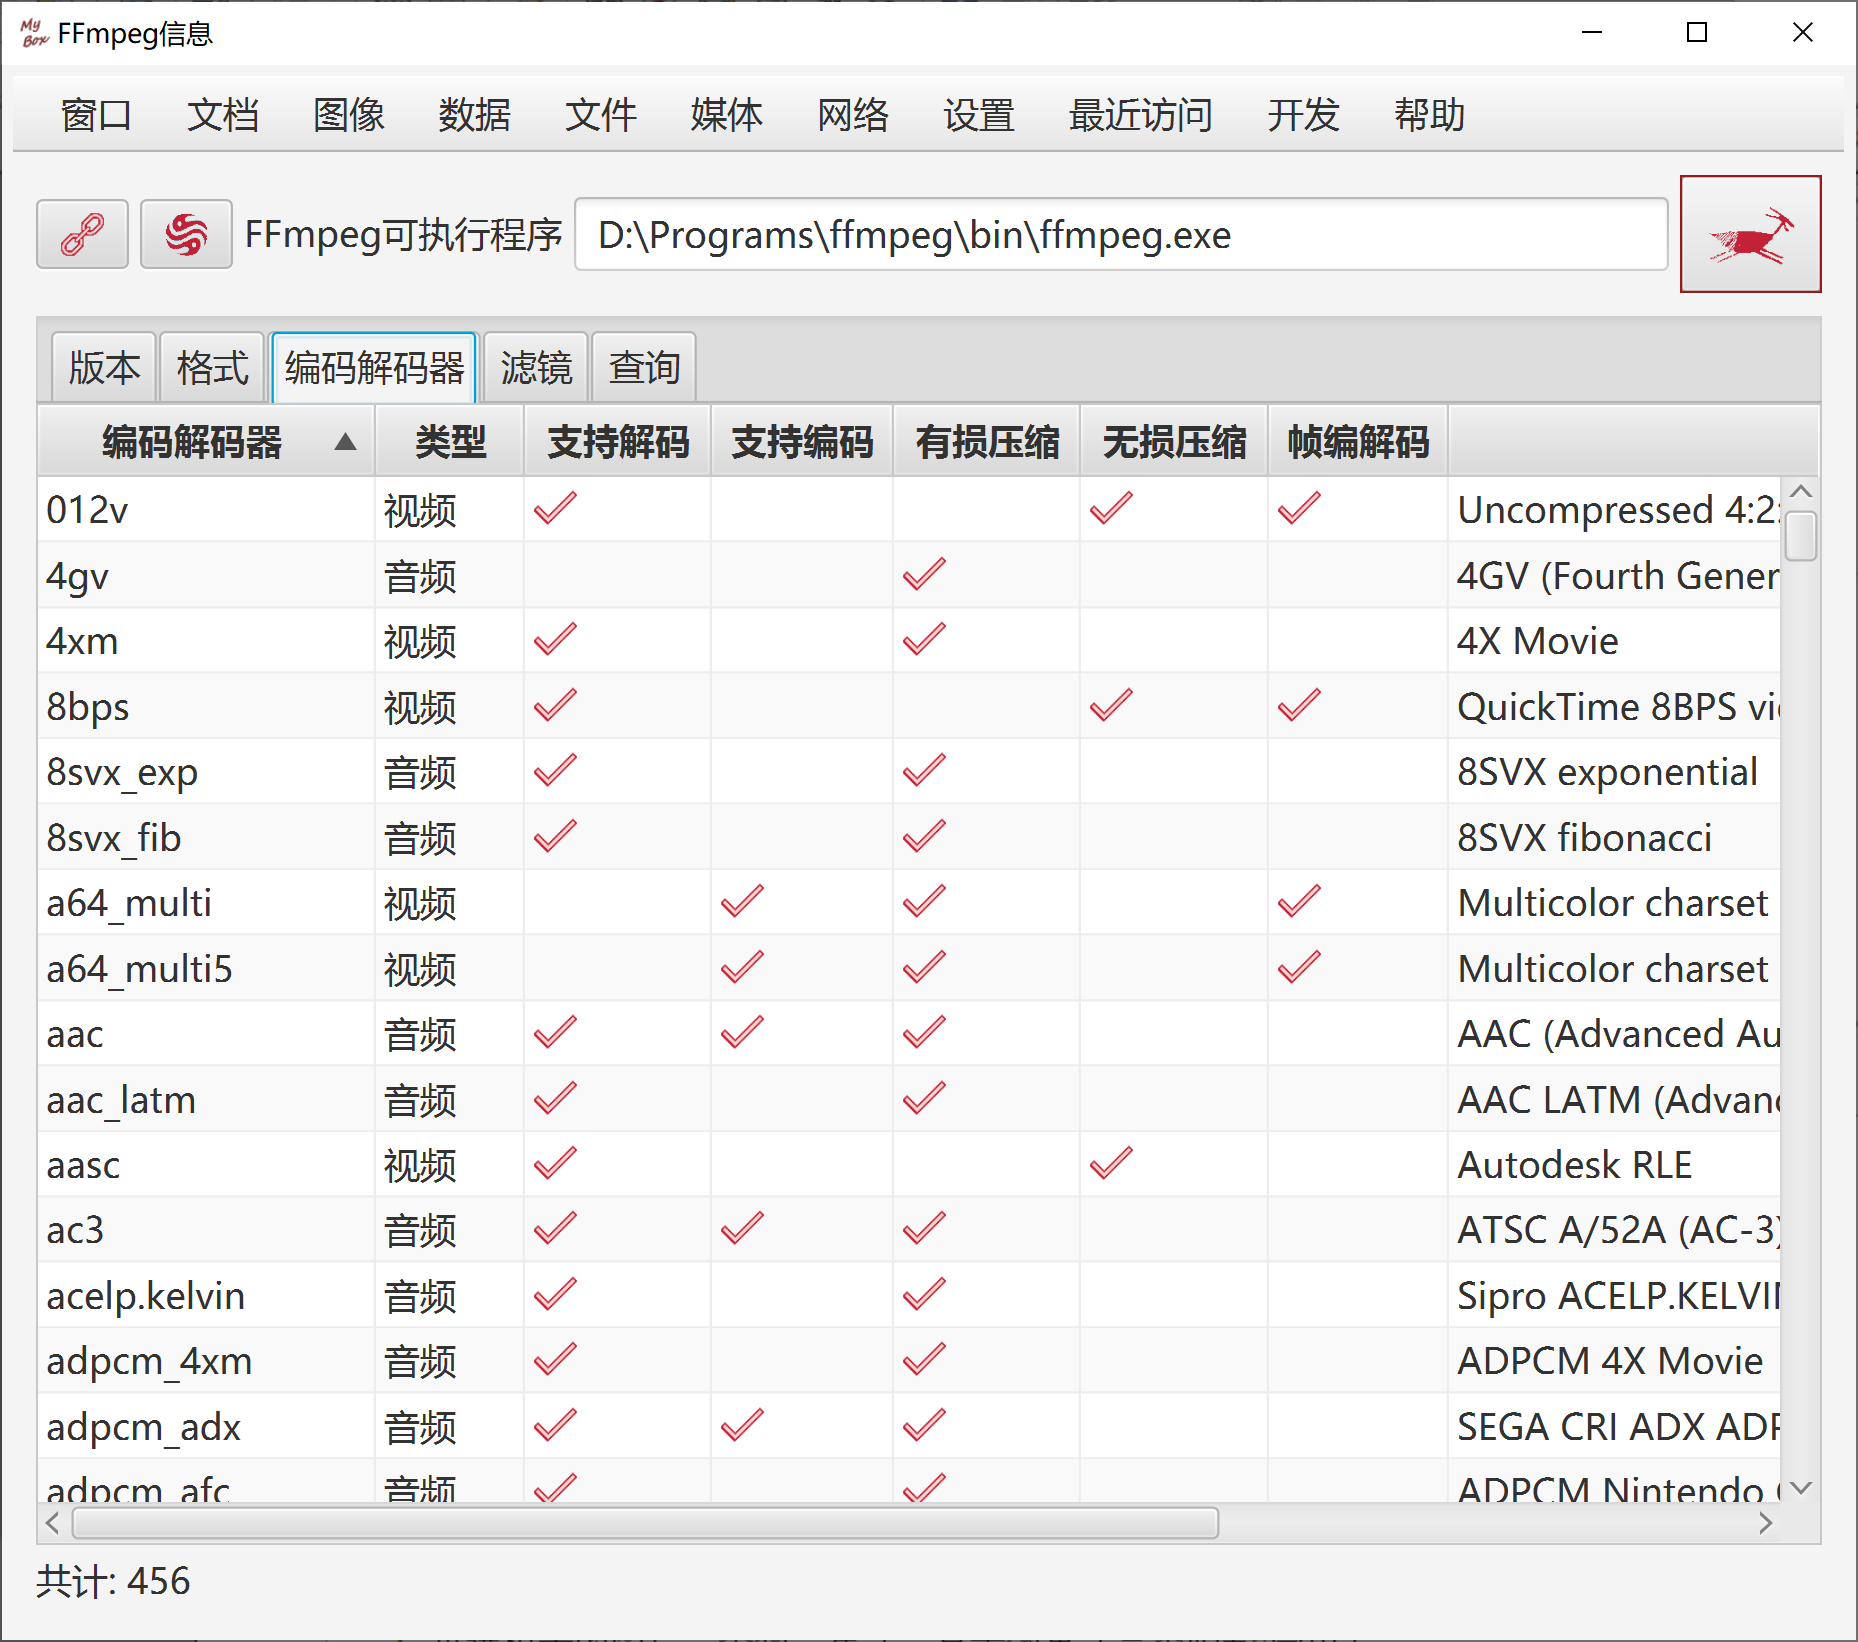 My Box FFmpeg信息
窗口 文档 图像 数据 文件 媒体 网络 设置 最近访问 开发 帮助
FFmpeg可执行程序 D:\Programs\ffmpeg\bin\ffmpeg.exe
版本 格式 编码解码器 滤镜 查询
编码解码器 类型 支持解码 支持编码 有损压缩 无损压缩 帧编解码
012v 视频 Uncompressed 4:2:
4gv 音频 4GV (Fourth Gener
4xm 视频 4X Movie
8bps 视频 QuickTime 8BPS vi
8svx_exp 音频 8SVX exponential
8svx_fib 音频 8SVX fibonacci
a64_multi 视频 Multicolor charset
a64_multi5 视频 Multicolor charset
aac 音频 AAC (Advanced Au
aac_latm 音频 AAC LATM (Advan
aasc 视频 Autodesk RLE
ac3 音频 ATSC A/52A (AC-3)
acelp.kelvin 音频 Sipro ACELP.KELVIN
adpcm_4xm 音频 ADPCM 4X Movie
adpcm_adx 音频 SEGA CRI ADX ADP
adpcm_afc 音频 ADPCM Nintendo
共计: 456